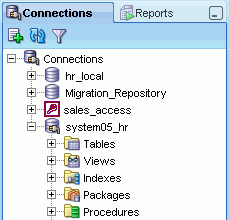 Connections Reports
Connections
hr_local
Migration_Repository
sales_access
system05_hr
Tables
Views
Indexes
Packages
Procedures